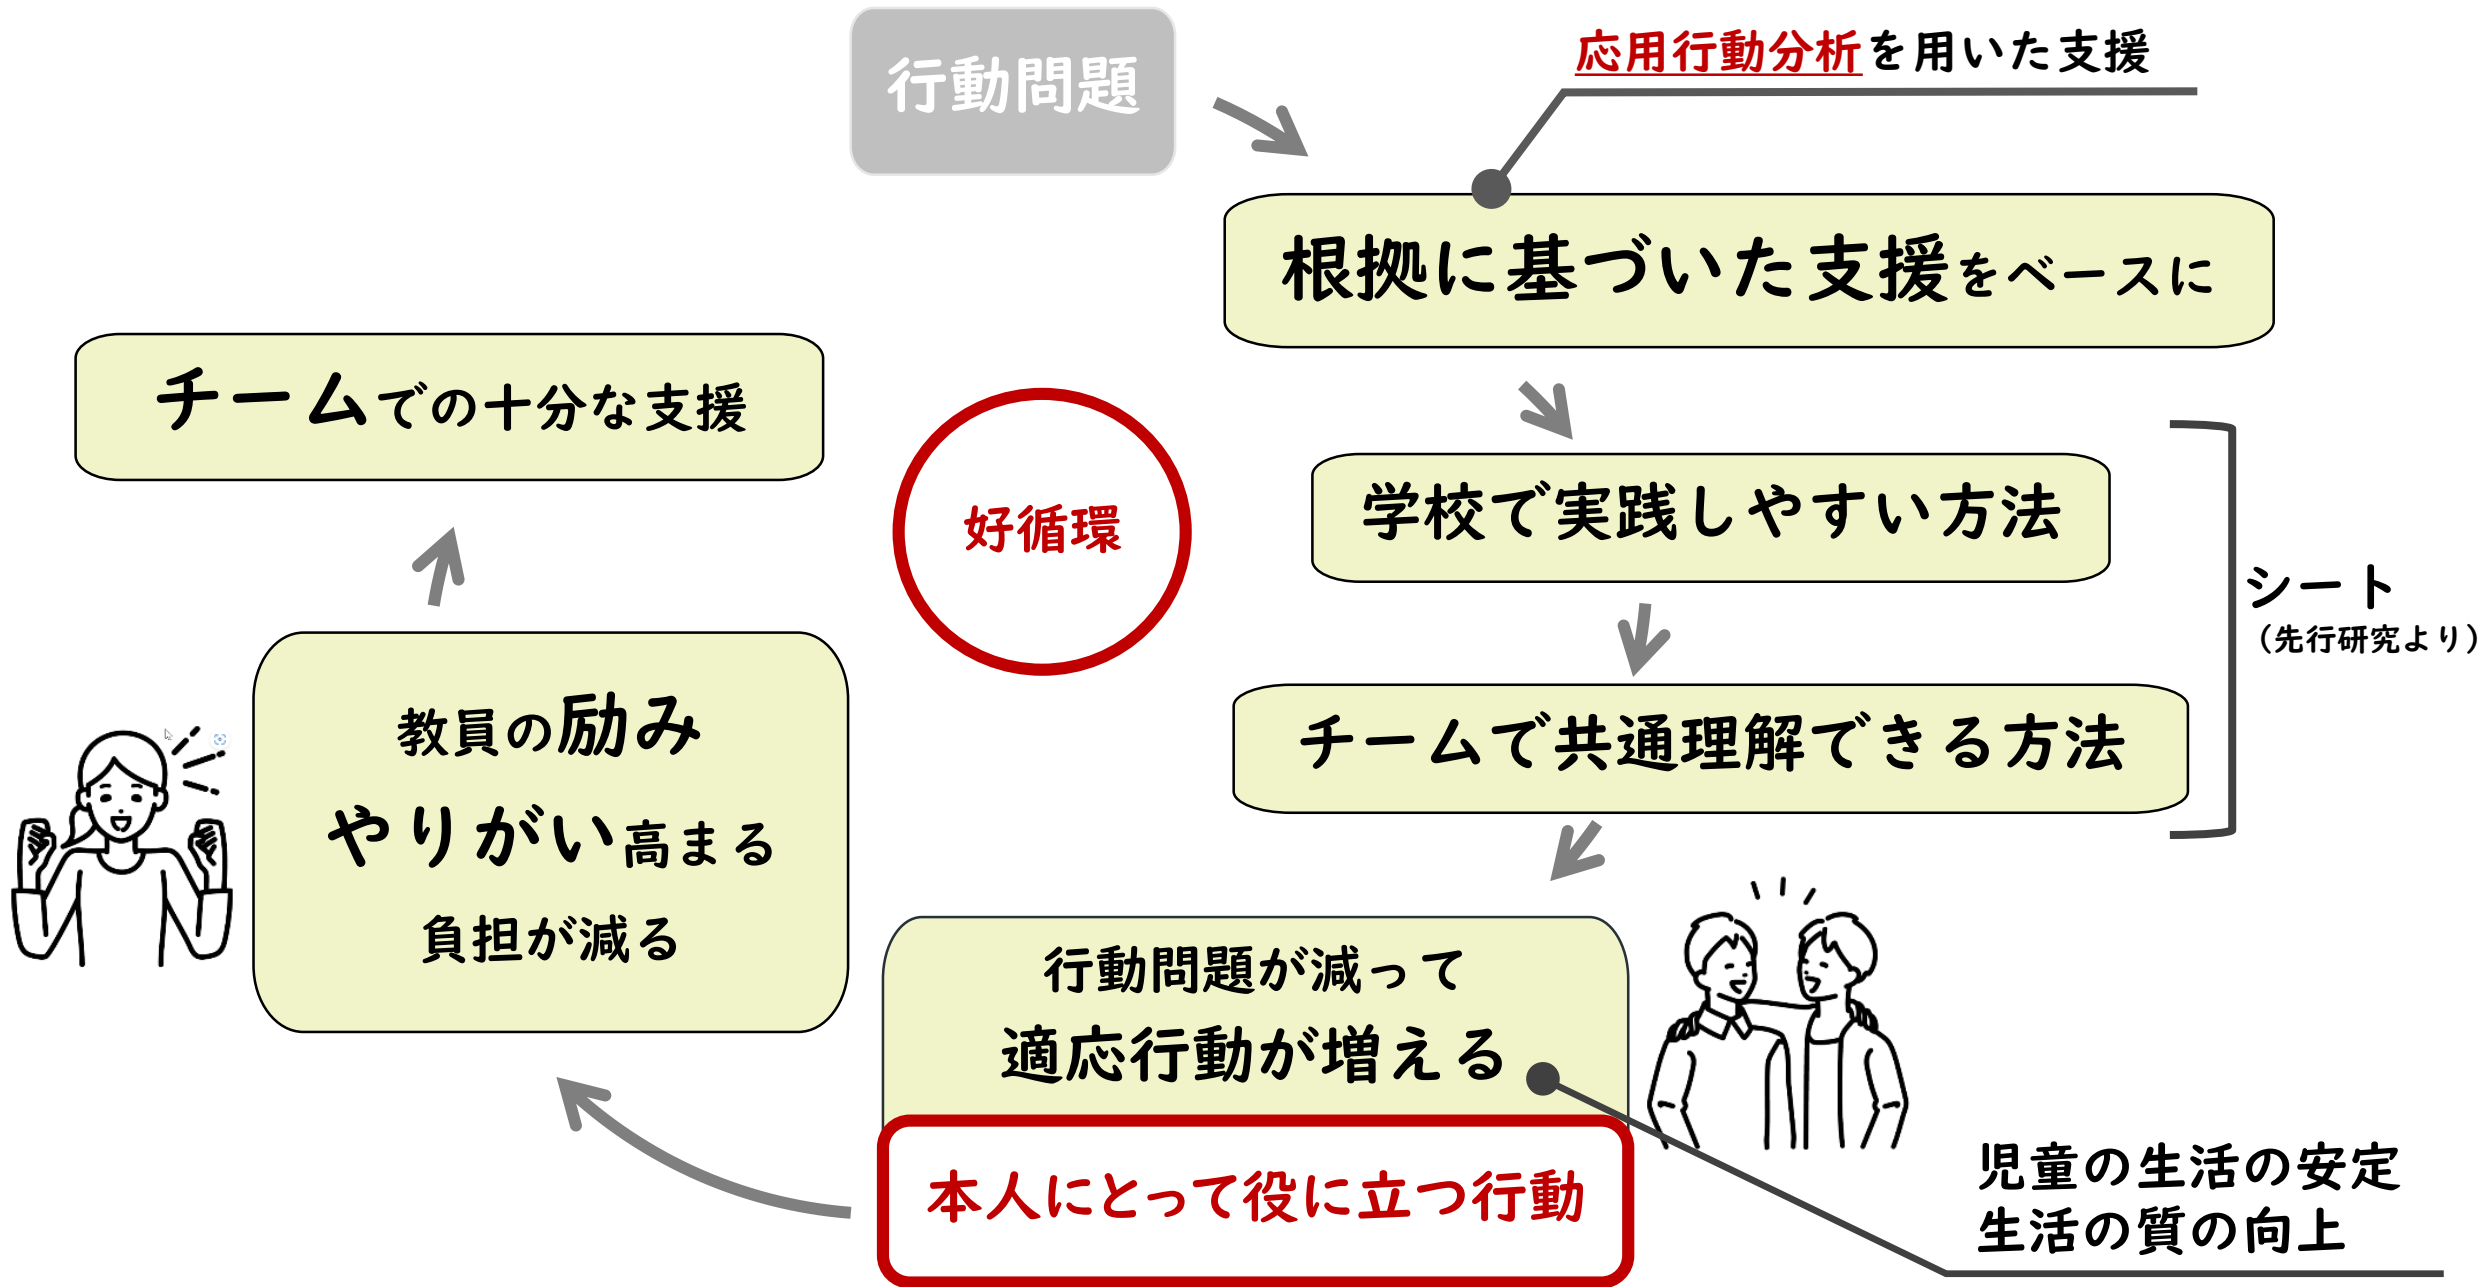 行動問題
応用行動分析を用いた支援
根拠に基づいた支援をベースに
学校で実践しやすい方法
チームで共通理解できる方法
シート
（先行研究より）
行動問題が減って
適応行動が増える
本人にとって役に立つ行動
児童の生活の安定
生活の質の向上
教員の励み
やりがい高まる
負担が減る
チームでの十分な支援
好循環